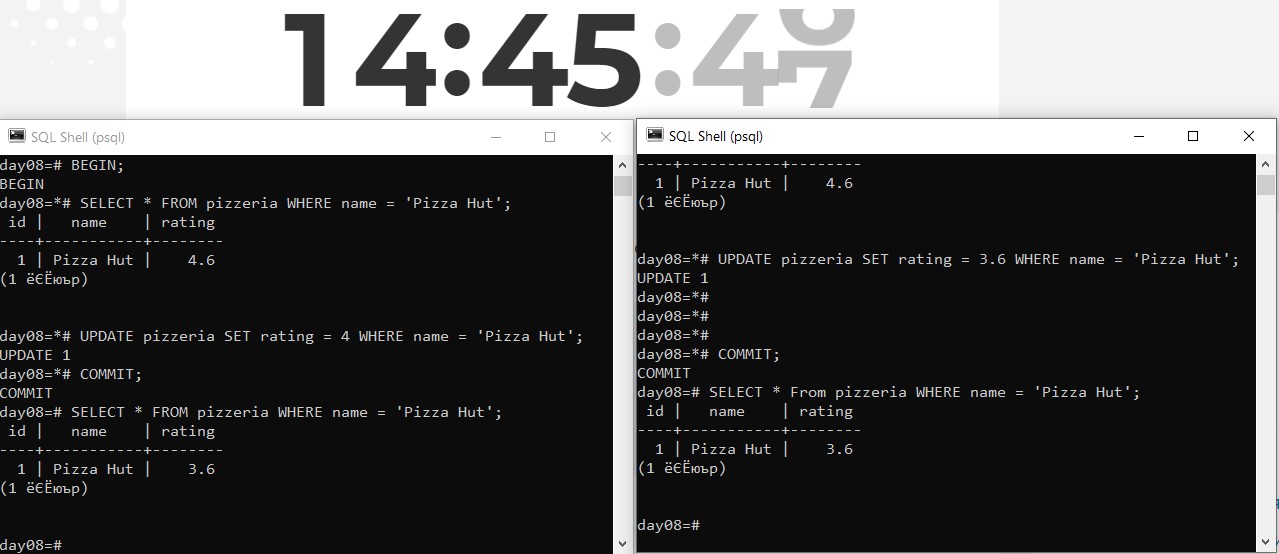 14:45:4
SQL Shell (psql)
day08=# BEGIN;
BEGIN
day08=*# SELECT * FROM pizzeria WHERE name = 'Pizza Hut';
 id |   name    | rating
----+-----------+--------
  1 | Pizza Hut |    4.6
(1 ёЄЁюър)
day08=*# UPDATE pizzeria SET rating = 4 WHERE name = 'Pizza Hut';
UPDATE 1
day08=*# COMMIT;
COMMIT
day08=# SELECT * FROM pizzeria WHERE name = 'Pizza Hut';
 id |   name    | rating
----+-----------+--------
  1 | Pizza Hut |    3.6
(1 ёЄЁюър)
day08=#
SQL Shell (psql)
----+-----------+--------
  1 | Pizza Hut |    4.6
(1 ёЄЁюър)
day08=*# UPDATE pizzeria SET rating = 3.6 WHERE name = 'Pizza Hut';
UPDATE 1
day08=*#
day08=*#
day08=*#
day08=*# COMMIT;
COMMIT
day08=# SELECT * From pizzeria WHERE name = 'Pizza Hut';
 id |   name    | rating
----+-----------+--------
  1 | Pizza Hut |    3.6
(1 ёЄЁюър)
day08=#